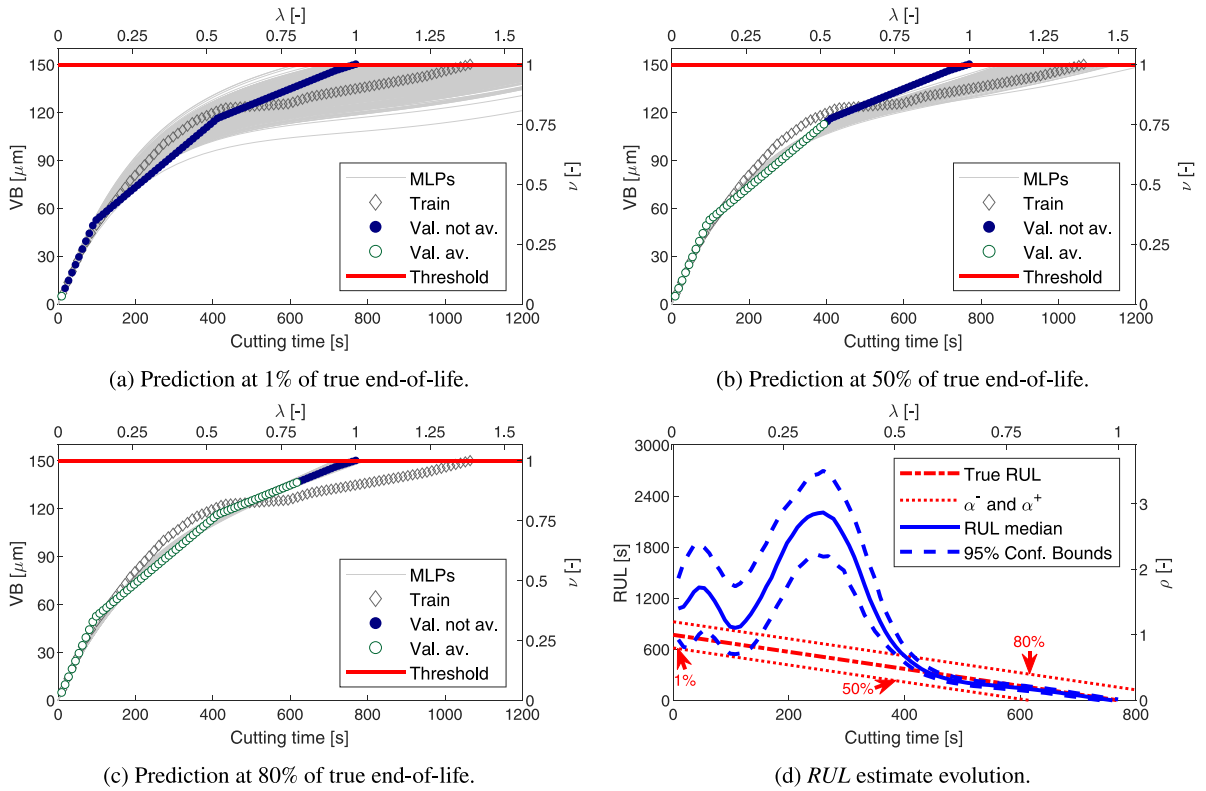 λ [-]
0 0.25 0.5 0.75 1 1.25 1.5
150
120
90
60
30
0
VB [μm]
1
0.75
0.5
0.25
0
ν [-]
MLPs
Train
Val. not av.
Val. av.
Threshold
0 200 400 600 800 1000 1200
Cutting time [s]
(a) Prediction at 1% of true end-of-life.
λ [-]
0 0.25 0.5 0.75 1 1.25 1.5
150
120
90
60
30
0
VB [μm]
1
0.75
0.5
0.25
0
ν [-]
MLPs
Train
Val. not av.
Val. av.
Threshold
0 200 400 600 800 1000 1200
Cutting time [s]
(b) Prediction at 50% of true end-of-life.
λ [-]
0 0.25 0.5 0.75 1 1.25 1.5
150
120
90
60
30
0
VB [μm]
1
0.75
0.5
0.25
0
ν [-]
MLPs
Train
Val. not av.
Val. av.
Threshold
0 200 400 600 800 1000 1200
Cutting time [s]
(c) Prediction at 80% of true end-of-life.
λ [-]
0 0.25 0.5 0.75 1
3000
2400
1800
1200
600
0
RUL [s]
3
2
1
0
ρ [-]
True RUL
α⁻ and α⁺
RUL median
95% Conf. Bounds
1%
50%
80%
0 200 400 600 800
Cutting time [s]
(d) RUL estimate evolution.